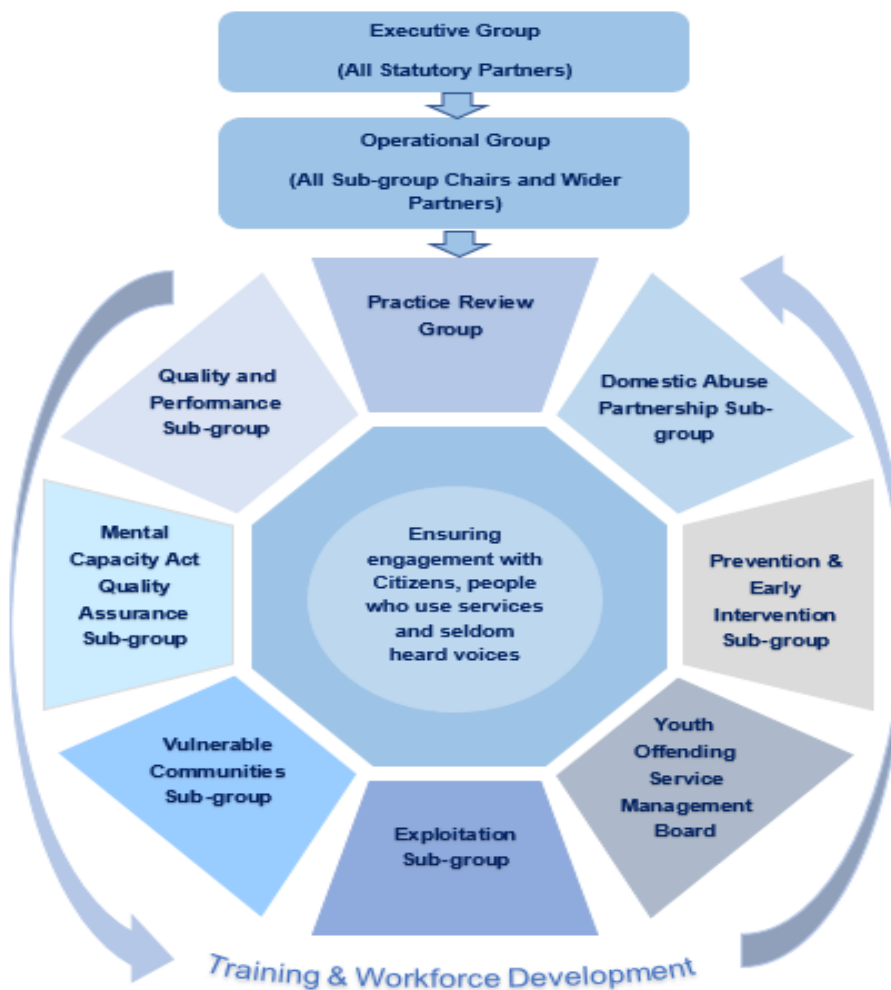 Executive Group
(All Statutory Partners)
Operational Group
(All Sub-group Chairs and Wider
Partners)
Practice Review
Group
Domestic Abuse
Partnership Sub-
group
Prevention &
Early
Intervention
Sub-group
Youth
Offending
Service
Management
Board
Exploitation
Sub-group
Vulnerable
Communities
Sub-group
Mental
Capacity Act
Quality
Assurance
Sub-group
Quality and
Performance
Sub-group
Ensuring
engagement with
Citizens, people
who use services
and seldom
heard voices
Training & Workforce Development